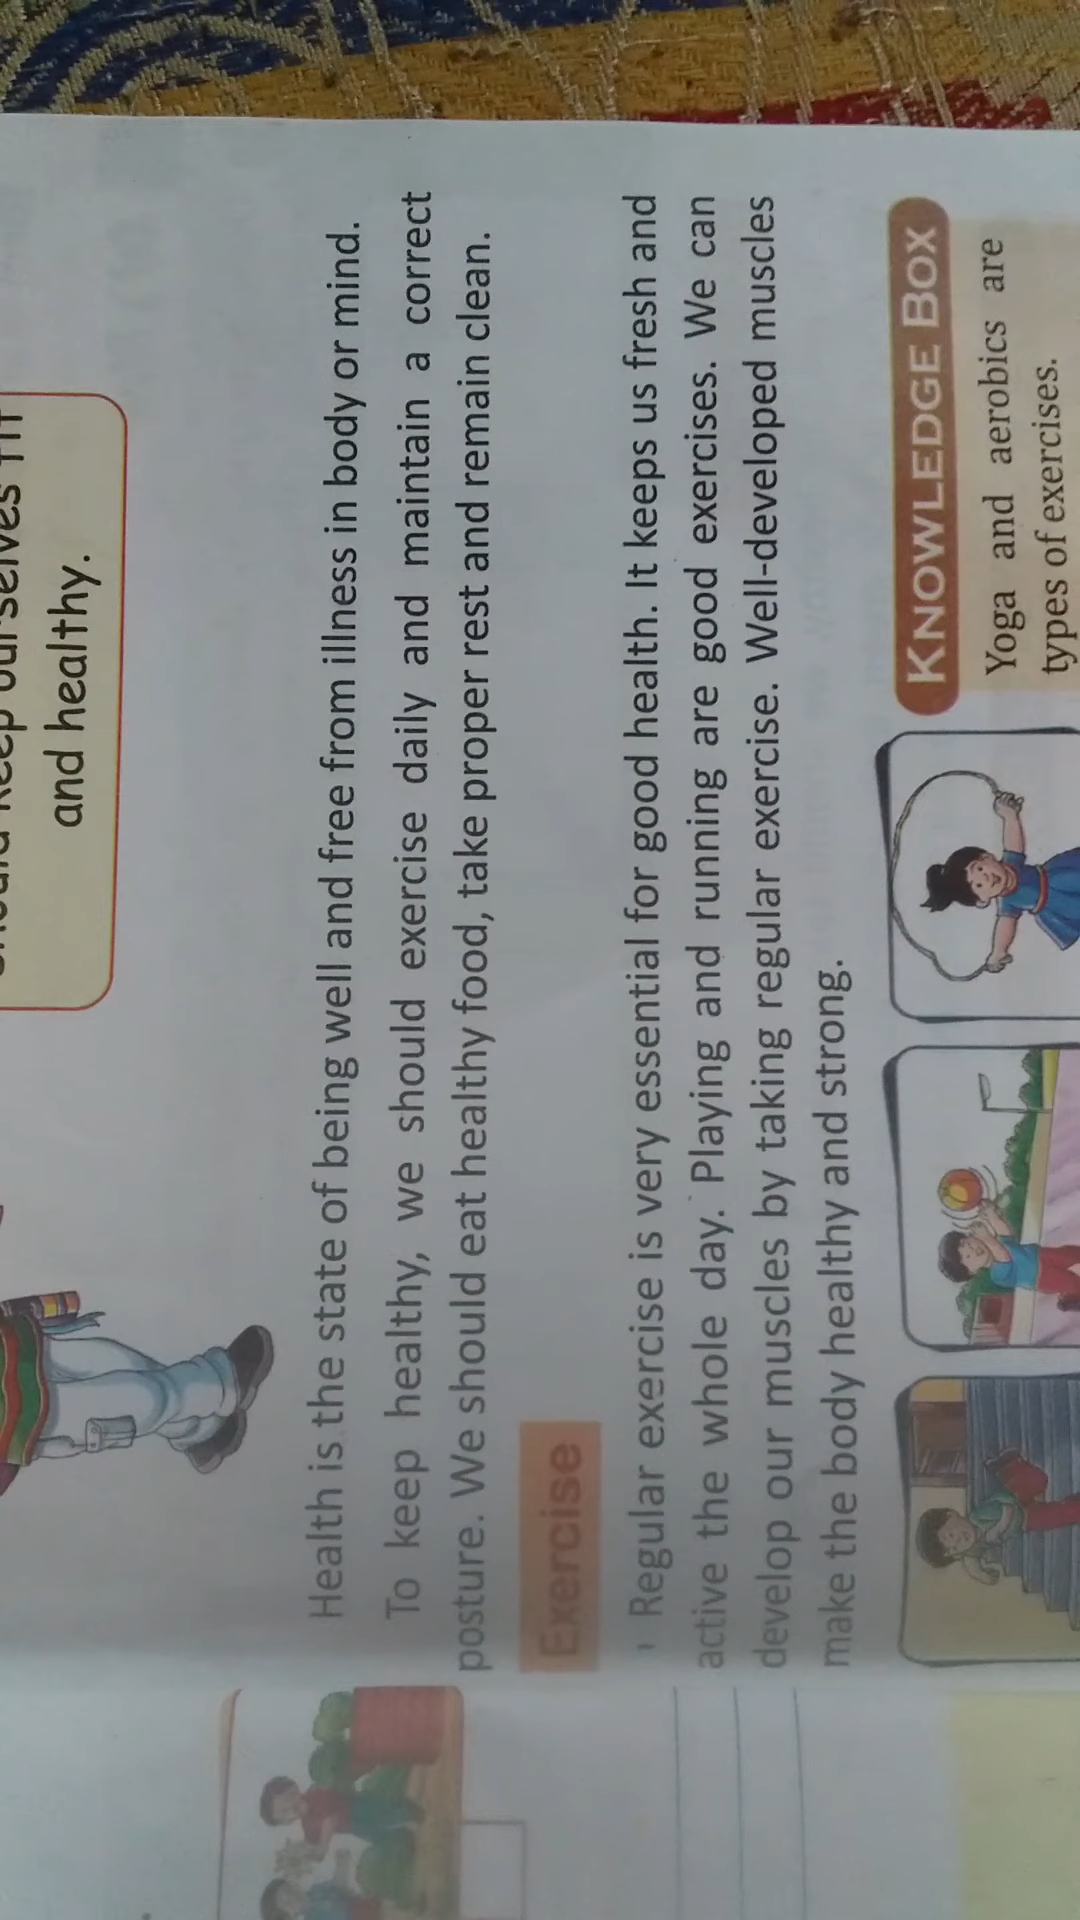 and healthy.
Health is the state of being well and free from illness in body or mind.
To keep healthy, we should exercise daily and maintain a correct
posture. We should eat healthy food, take proper rest and remain clean.
Exercise
Regular exercise is very essential for good health. It keeps us fresh and
active the whole day. Playing and running are good exercises. We can
develop our muscles by taking regular exercise. Well-developed muscles
make the body healthy and strong.
KNOWLEDGE BOX
Yoga and aerobics are
types of exercises.